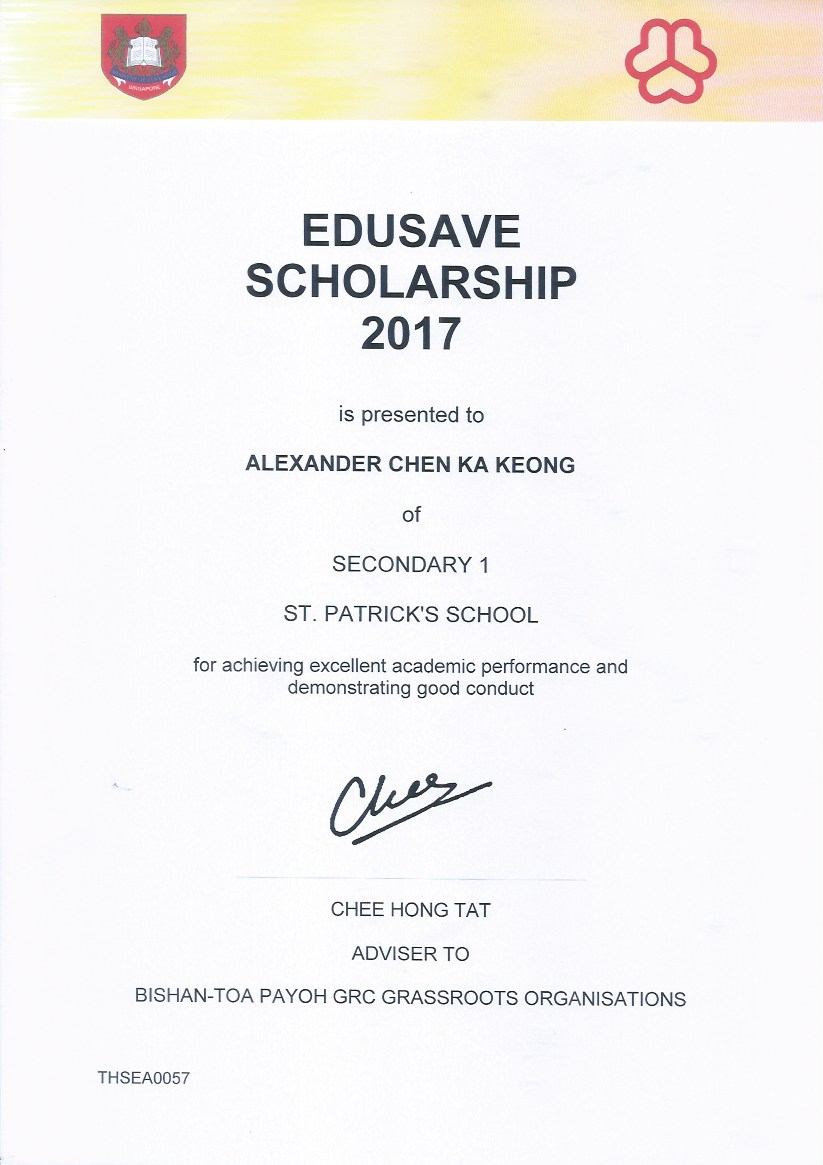 SINGAPORE
EDUSAVE
SCHOLARSHIP
2017
is presented to
ALEXANDER CHEN KA KEONG
of
SECONDARY 1
ST. PATRICK'S SCHOOL
for achieving excellent academic performance and
demonstrating good conduct
Chee
CHEE HONG TAT
ADVISER TO
BISHAN-TOA PAYOH GRC GRASSROOTS ORGANISATIONS
THSEA0057